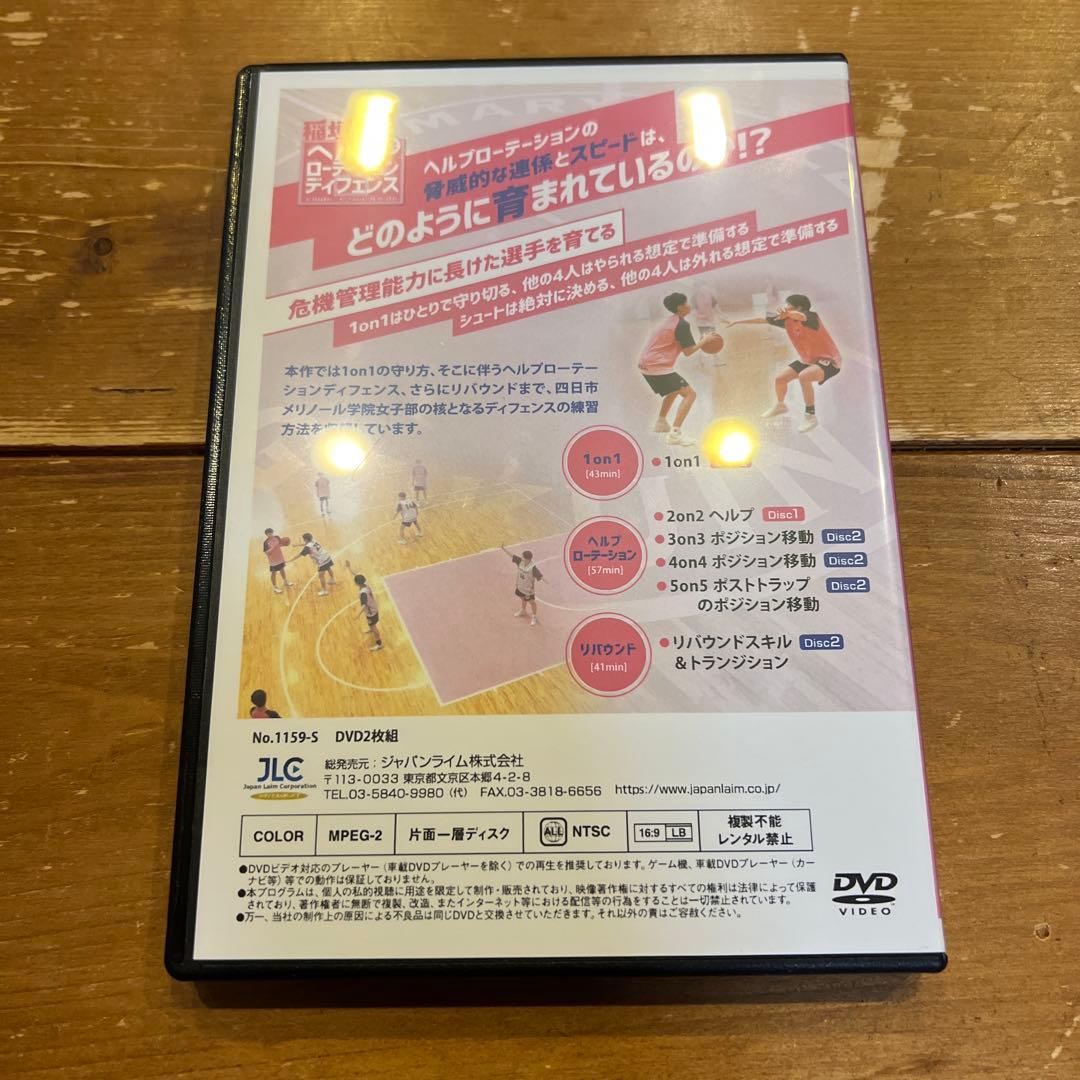 MARY
稲垣
ローテーション
ディフェンス
ヘルプローテーションの
脅威的な連係とスピードは、
どのように育まれているのか!?
危機管理能力に長けた選手を育てる
1on1はひとりで守り切る、他の4人はやられる想定で準備する
シュートは絶対に決める、他の4人は外れる想定で準備する
本作では1on1の守り方、そこに伴うヘルプローテー
ションディフェンス、さらにリバウンドまで、四日市
メリノール学院女子部の核となるディフェンスの練習
方法を収録しています。
1on1
[43min]
●1on1
ヘルプ
ローテーション
[57min]
●2on2 ヘルプ Disc1
●3on3 ポジション移動 Disc2
●4on4 ポジション移動 Disc2
●5on5 ポストトラップ Disc2
のポジション移動
リバウンド
[41min]
●リバウンドスキル Disc2
&トランジション
No.1159-S DVD2枚組
JLC
Japan Laim Corporation
総発売元：ジャパンライム株式会社
〒113-0033 東京都文京区本郷4-2-8
TEL.03-5840-9980（代） FAX.03-3818-6656 https://www.japanlaim.co.jp/
COLOR MPEG-2 片面一層ディスク ALL NTSC 16:9 LB 複製不能
レンタル禁止
●DVDビデオ対応のプレーヤー（車載DVDプレーヤーを除く）での再生を推奨しております。ゲーム機、車載DVDプレーヤー（カー
ナビ等）等での動作は保証しておりません。
●本プログラムは、個人の私的視聴に用途を限定して制作・販売されており、映像著作権に対するすべての権利は法律によって保護
されており、著作権者に無断で複製、改造、またインターネット等における配信等の行為をすることは一切禁止されています。
●万一、当社の制作上の原因による不良品は同じDVDと交換させていただきます。それ以外の責はご容赦ください。
DVD
VIDEO